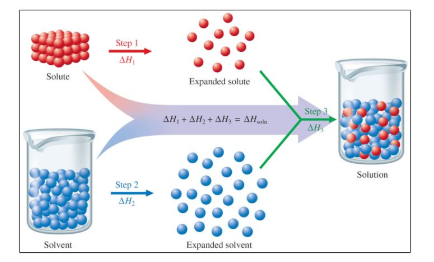 Step 1
ΔH₁
Solute
Expanded solute
ΔH₁ + ΔH₂ + ΔH₃ = ΔHsoln
Step 3
ΔH₃
Step 2
ΔH₂
Solution
Solvent
Expanded solvent